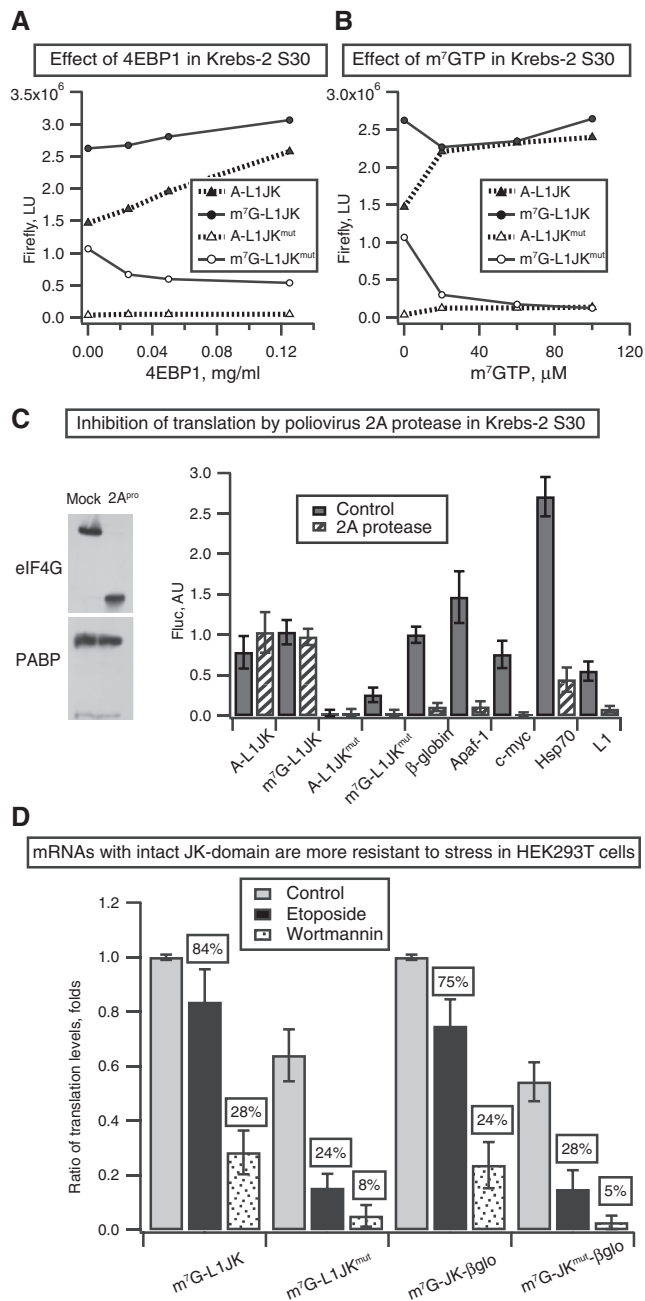 A
Effect of 4EBP1 in Krebs-2 S30
3.5x10⁶
3.0
2.5
2.0
1.5
1.0
0.5
0.0
Firefly, LU
A-L1JK
m⁷G-L1JK
A-L1JKᵐᵘᵗ
m⁷G-L1JKᵐᵘᵗ
0.00
0.04
0.08
0.12
4EBP1, mg/ml
B
Effect of m⁷GTP in Krebs-2 S30
3.0x10⁶
2.5
2.0
1.5
1.0
0.5
0.0
Firefly, LU
A-L1JK
m⁷G-L1JK
A-L1JKᵐᵘᵗ
m⁷G-L1JKᵐᵘᵗ
0
40
80
120
m⁷GTP, μM
C
Inhibition of translation by poliovirus 2A protease in Krebs-2 S30
Mock 2Aᵖʳᵒ
eIF4G
PABP
3.0
2.5
2.0
1.5
1.0
0.5
0.0
Fluc, AU
Control
2A protease
A-L1JK
m⁷G-L1JK
A-L1JKᵐᵘᵗ
m⁷G-L1JKᵐᵘᵗ
β-globin
Apaf-1
c-myc
Hsp70
L1
D
mRNAs with intact JK-domain are more resistant to stress in HEK293T cells
1.2
1.0
0.8
0.6
0.4
0.2
0.0
Ratio of translation levels, folds
Control
Etoposide
Wortmannin
84%
28%
24%
8%
75%
24%
28%
5%
m⁷G-L1JK
m⁷G-L1JKᵐᵘᵗ
m⁷G-JK-βglo
m⁷G-JKᵐᵘᵗ-βglo